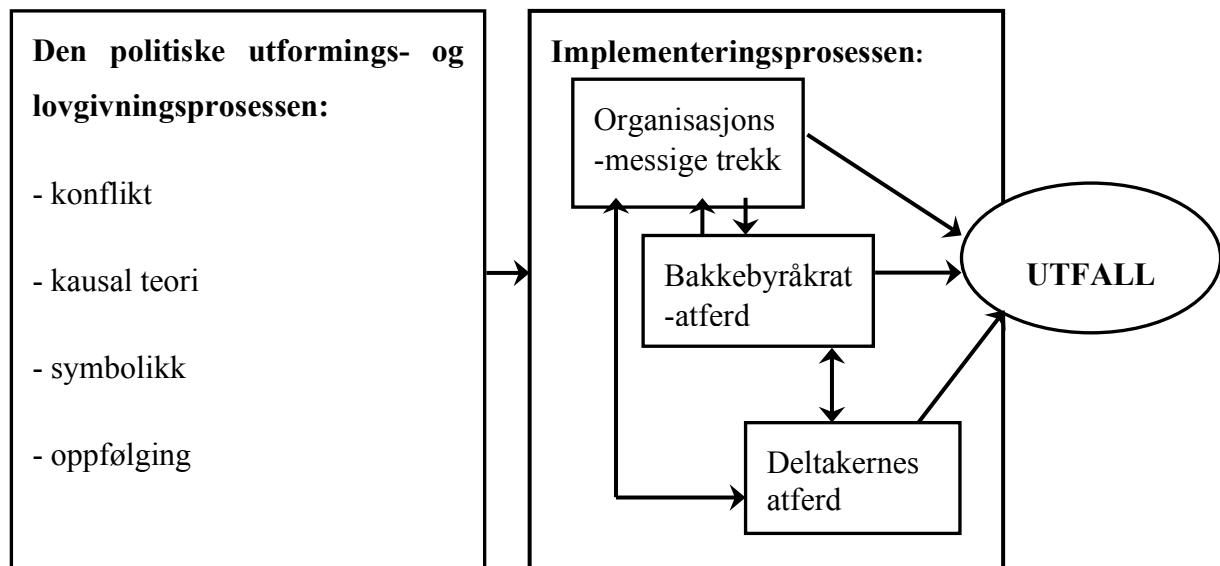 Den politiske utformings- og
lovgivningsprosessen:
- konflikt
- kausal teori
- symbolikk
- oppfølging
Implementeringsprosessen:
Organisasjons
-messige trekk
Bakkebyråkrat
-atferd
Deltakernes
atferd
UTFALL